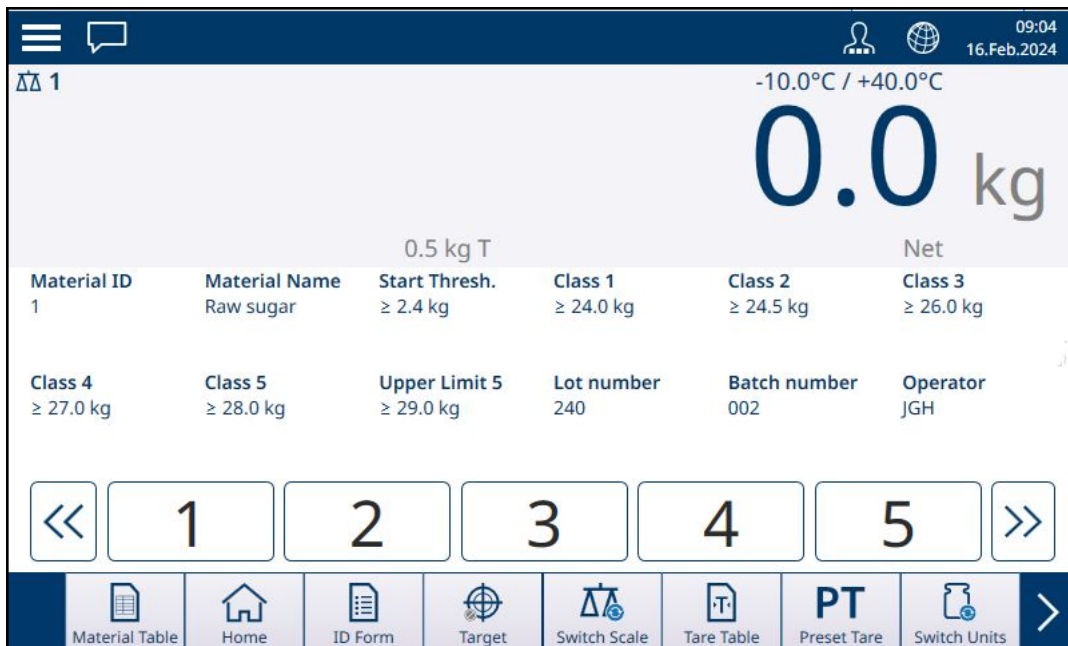 09:04
16.Feb.2024
1
-10.0°C / +40.0°C
0.0 kg
0.5 kg T
Net
Material ID Material Name Start Thresh. Class 1 Class 2 Class 3
1 Raw sugar ≥ 2.4 kg ≥ 24.0 kg ≥ 24.5 kg ≥ 26.0 kg
Class 4 Class 5 Upper Limit 5 Lot number Batch number Operator
≥ 27.0 kg ≥ 28.0 kg ≥ 29.0 kg 240 002 JGH
<< 1 2 3 4 5 >>
T PT
Material Table Home ID Form Target Switch Scale Tare Table Preset Tare Switch Units